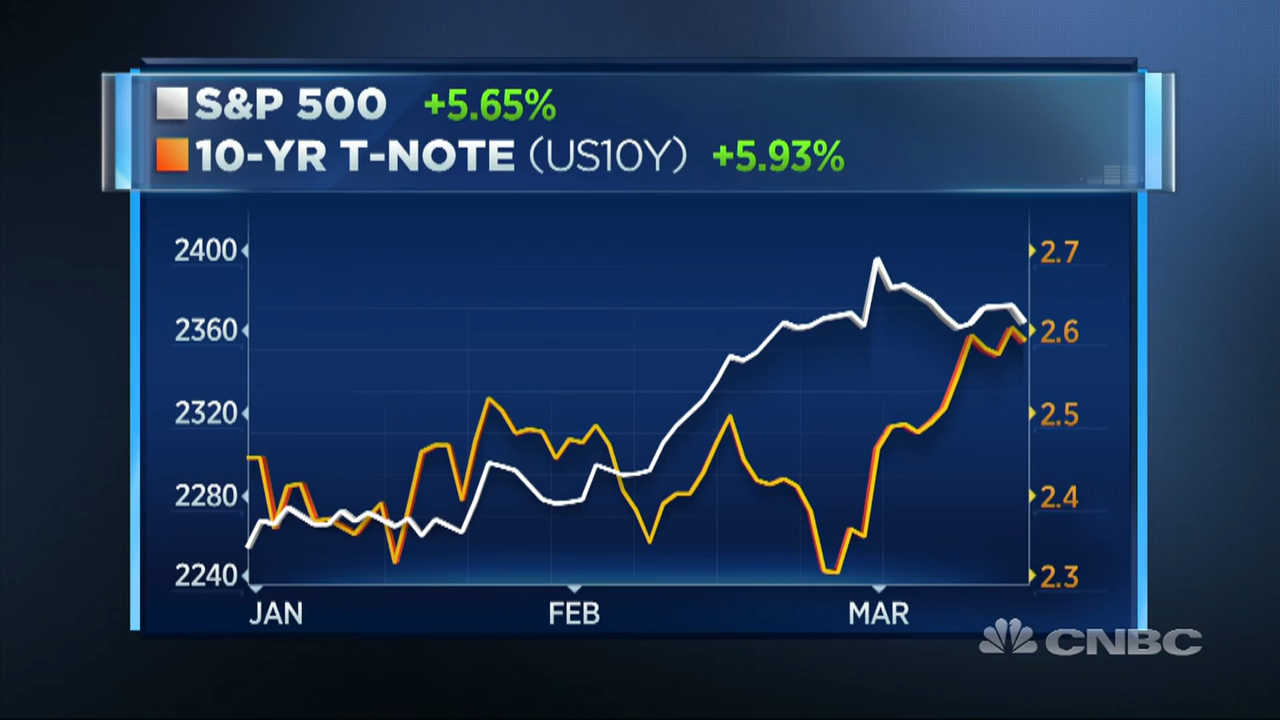 S&P 500 +5.65%
10-YR T-NOTE (US10Y) +5.93%
2400 2.7
2360 2.6
2320 2.5
2280 2.4
2240 2.3
JAN FEB MAR
CNBC